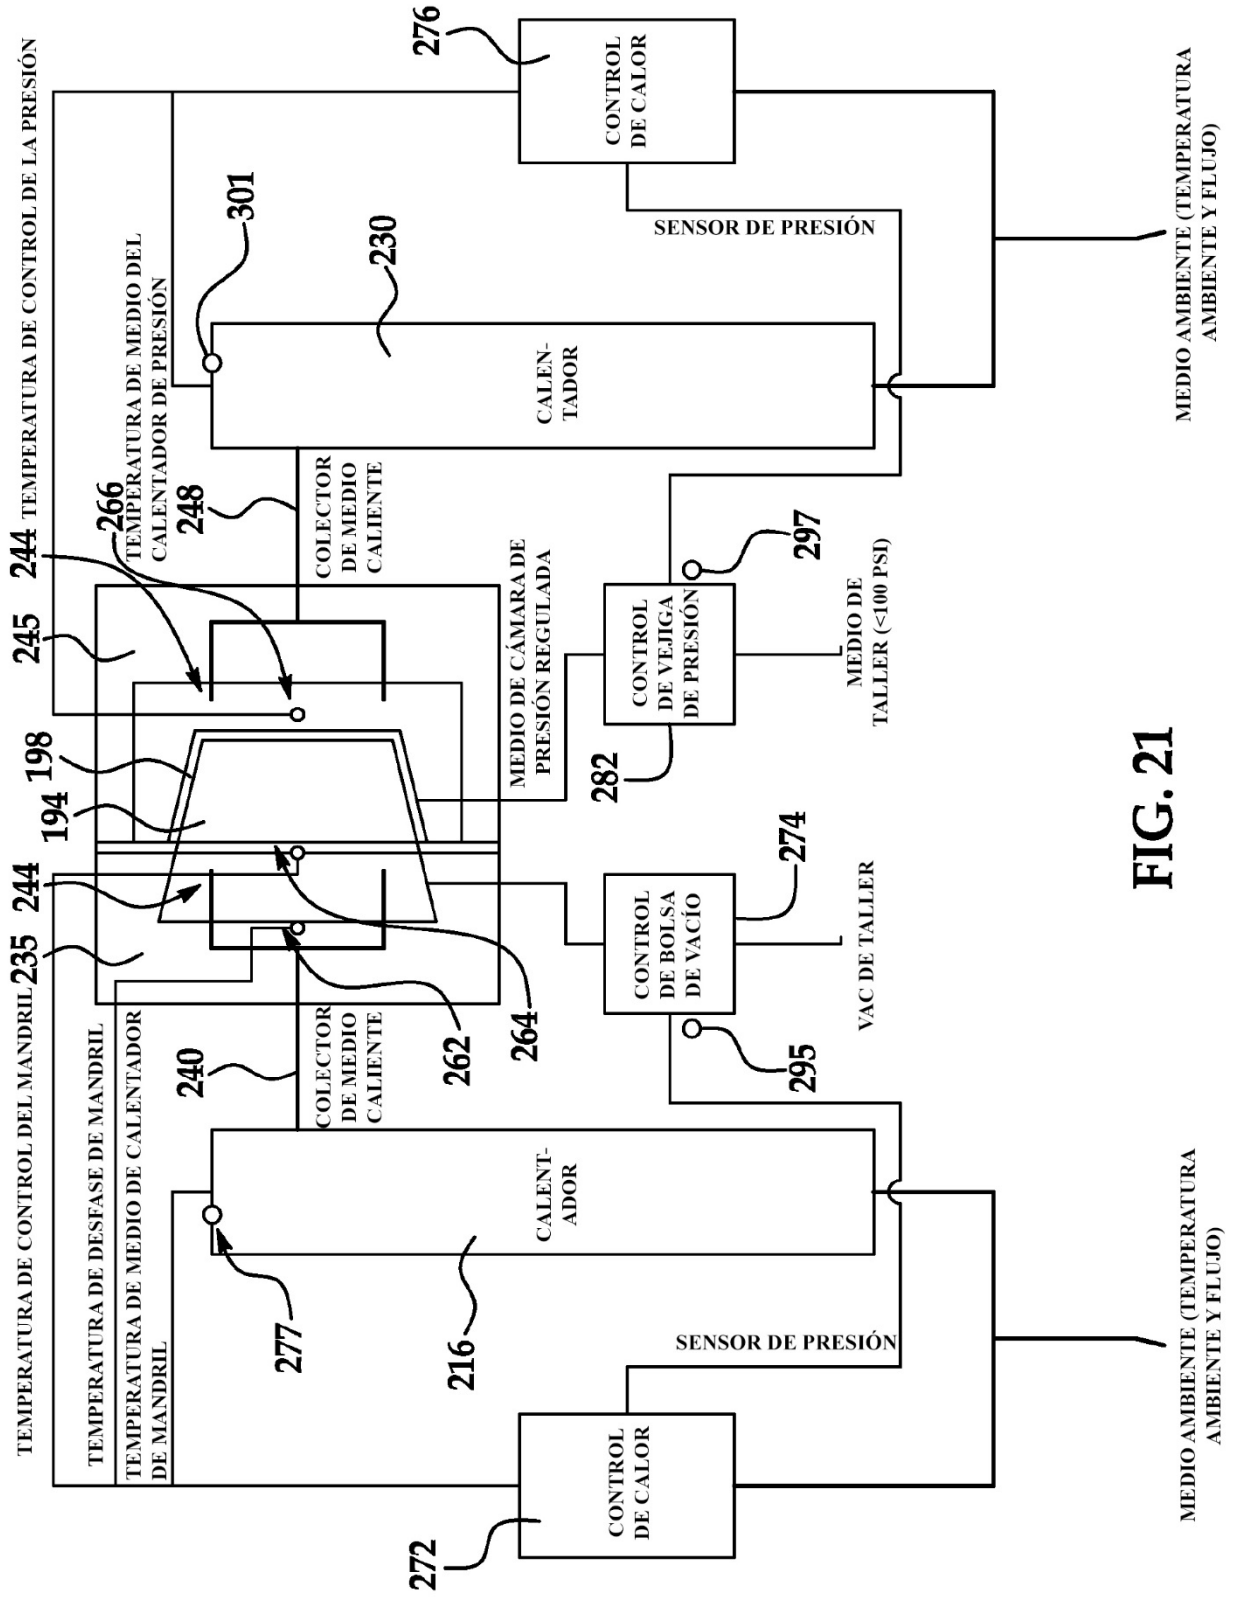 TEMPERATURA DE CONTROL DEL MANDRIL
TEMPERATURA DE DESFASE DE MANDRIL
TEMPERATURA DE MEDIO DE CALENTADOR
DE MANDRIL
235
244
194
198
245
244
266
TEMPERATURA DE CONTROL DE LA PRESIÓN
TEMPERATURA DE MEDIO DEL
CALENTADOR DE PRESIÓN
301
230
248
COLECTOR
DE MEDIO
CALIENTE
240
COLECTOR
DE MEDIO
CALIENTE
262
264
277
216
CALENT-
ADOR
CALEN-
TADOR
MEDIO DE CÁMARA DE
PRESIÓN REGULADA
272
CONTROL
DE CALOR
276
CONTROL
DE CALOR
SENSOR DE PRESIÓN
SENSOR DE PRESIÓN
295
CONTROL
DE BOLSA
DE VACÍO
274
282
CONTROL
DE VEJIGA
DE PRESIÓN
297
VAC DE TALLER
MEDIO DE
TALLER (<100 PSI)
MEDIO AMBIENTE (TEMPERATURA
AMBIENTE Y FLUJO)
MEDIO AMBIENTE (TEMPERATURA
AMBIENTE Y FLUJO)
FIG. 21